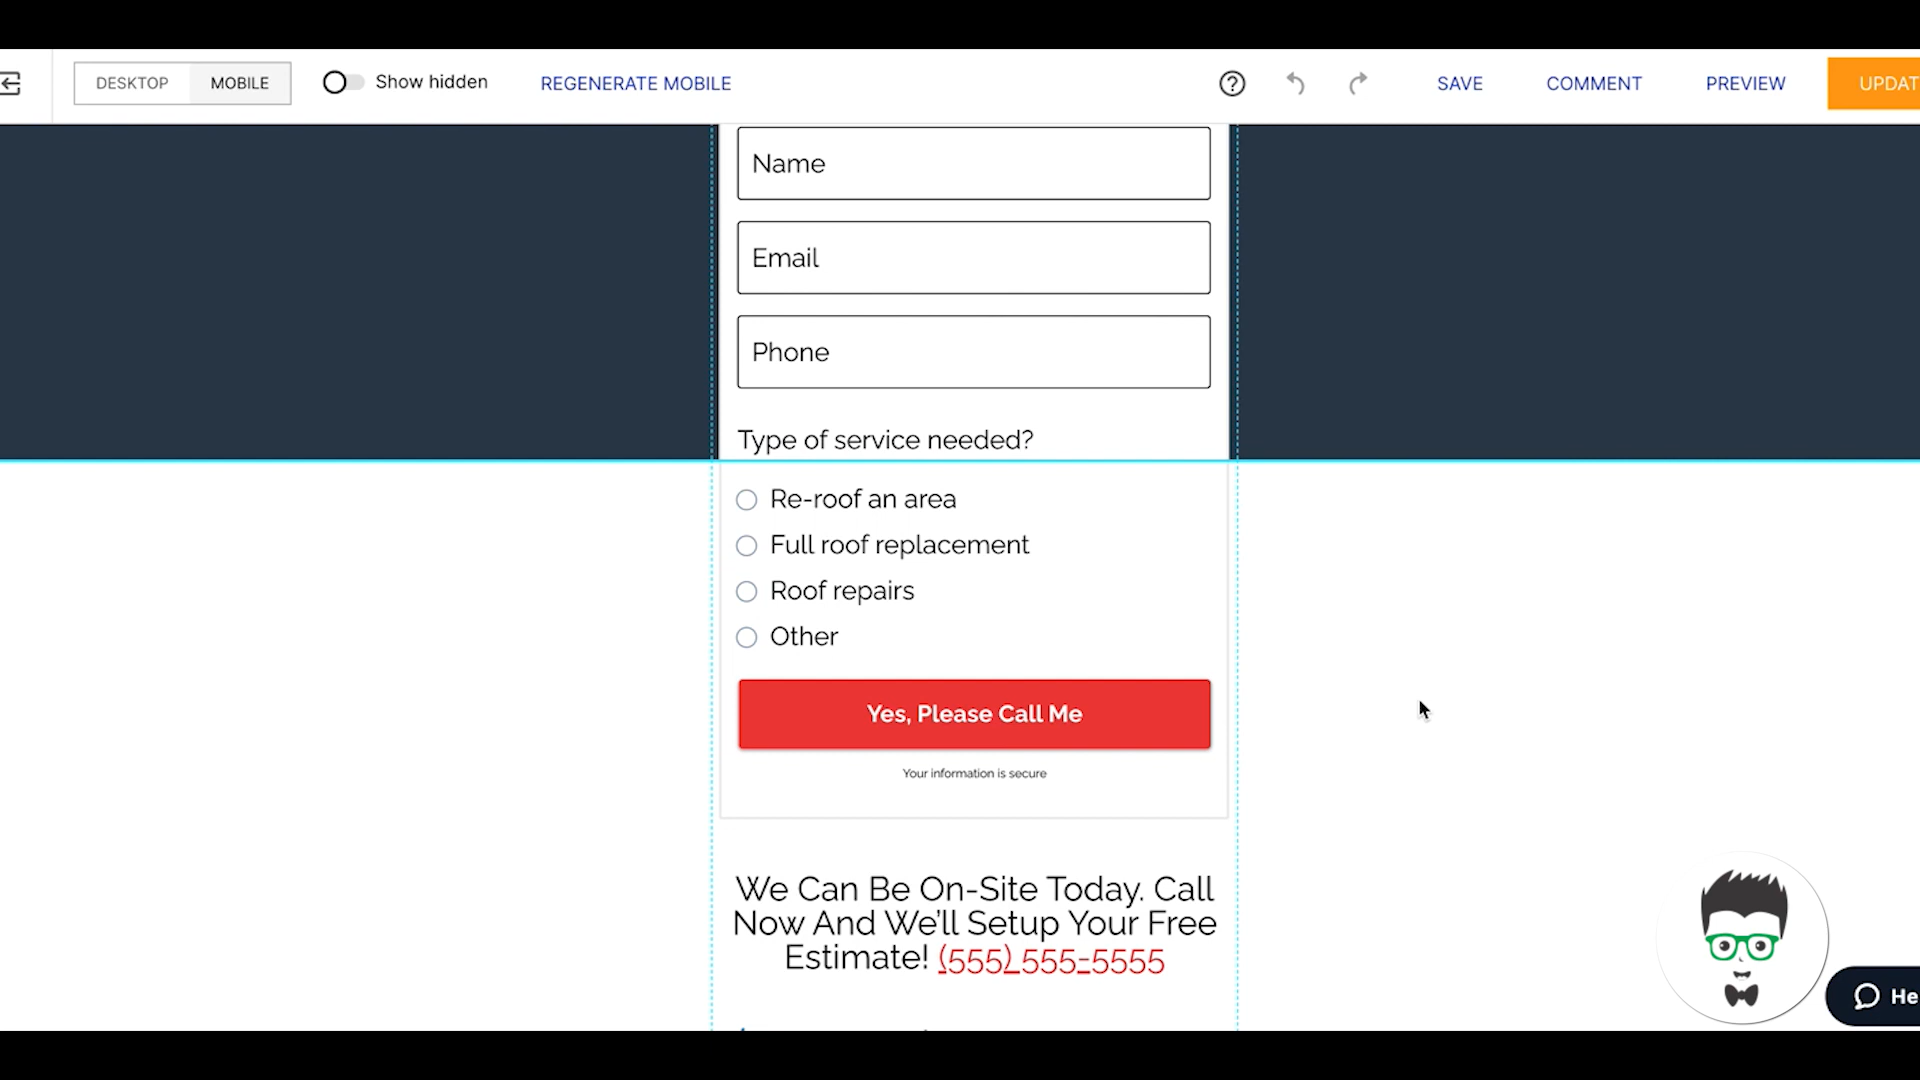 DESKTOP MOBILE Show hidden REGENERATE MOBILE SAVE COMMENT PREVIEW UPDAT
Name
Email
Phone
Type of service needed?
Re-roof an area
Full roof replacement
Roof repairs
Other
Yes, Please Call Me
Your information is secure
We Can Be On-Site Today. Call
Now And We'll Setup Your Free
Estimate! (555) 555-5555
He